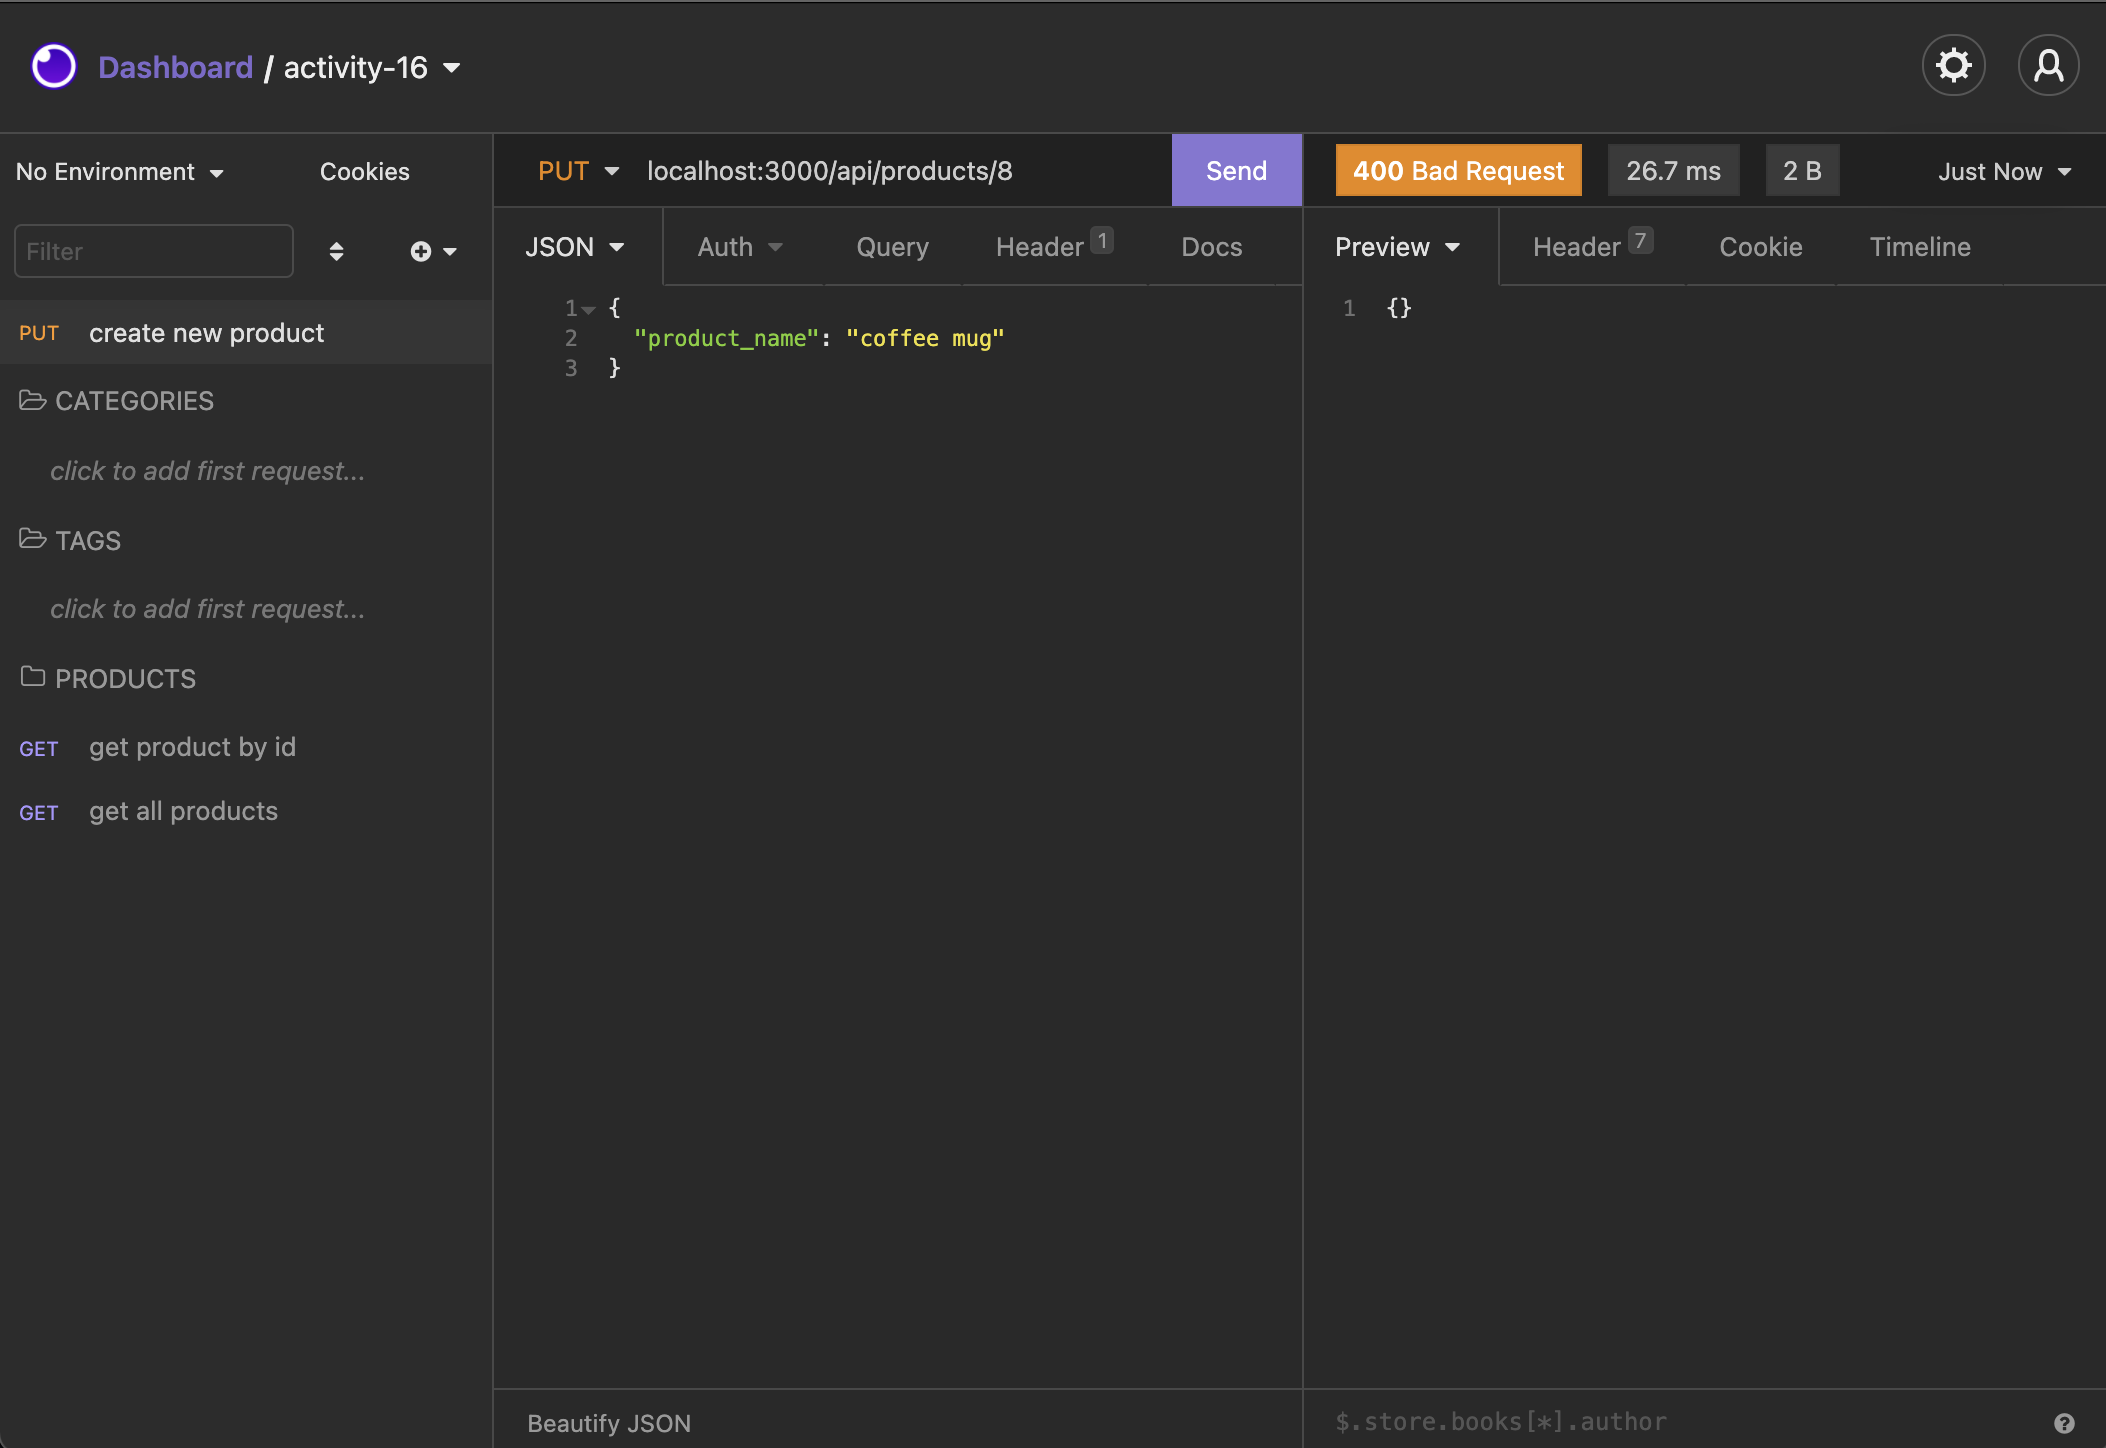 Dashboard / activity-16
No Environment
Cookies
Filter
PUT create new product
CATEGORIES
click to add first request...
TAGS
click to add first request...
PRODUCTS
GET get product by id
GET get all products
PUT localhost:3000/api/products/8 Send
JSON Auth Query Header 1 Docs
1 {
2 "product_name": "coffee mug"
3 }
Beautify JSON
400 Bad Request 26.7 ms 2 B Just Now
Preview Header 7 Cookie Timeline
1 {}
$.store.books[*].author
?